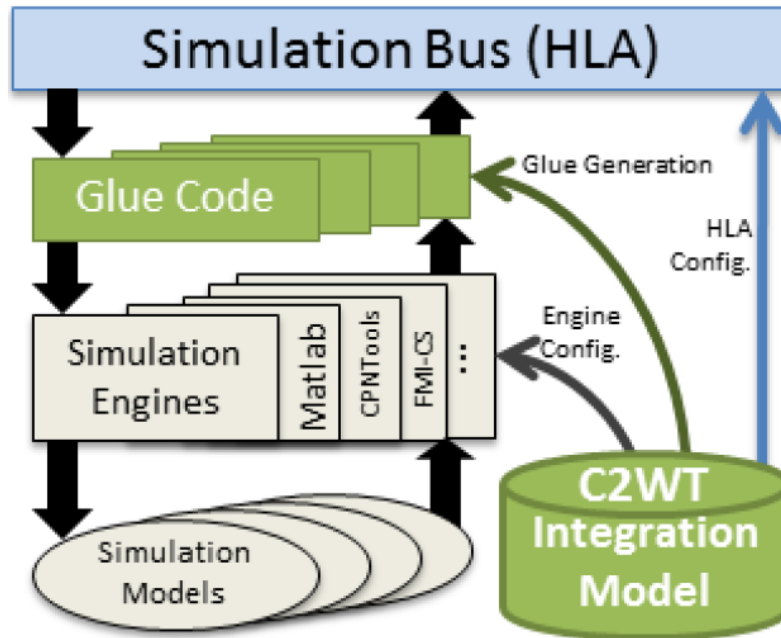 Simulation Bus (HLA)
Glue Generation
Glue Code
HLA
Config.
Simulation
Engines
Matlab
CPNTools
FMI-CS
...
Engine
Config.
C2WT
Integration
Model
Simulation
Models